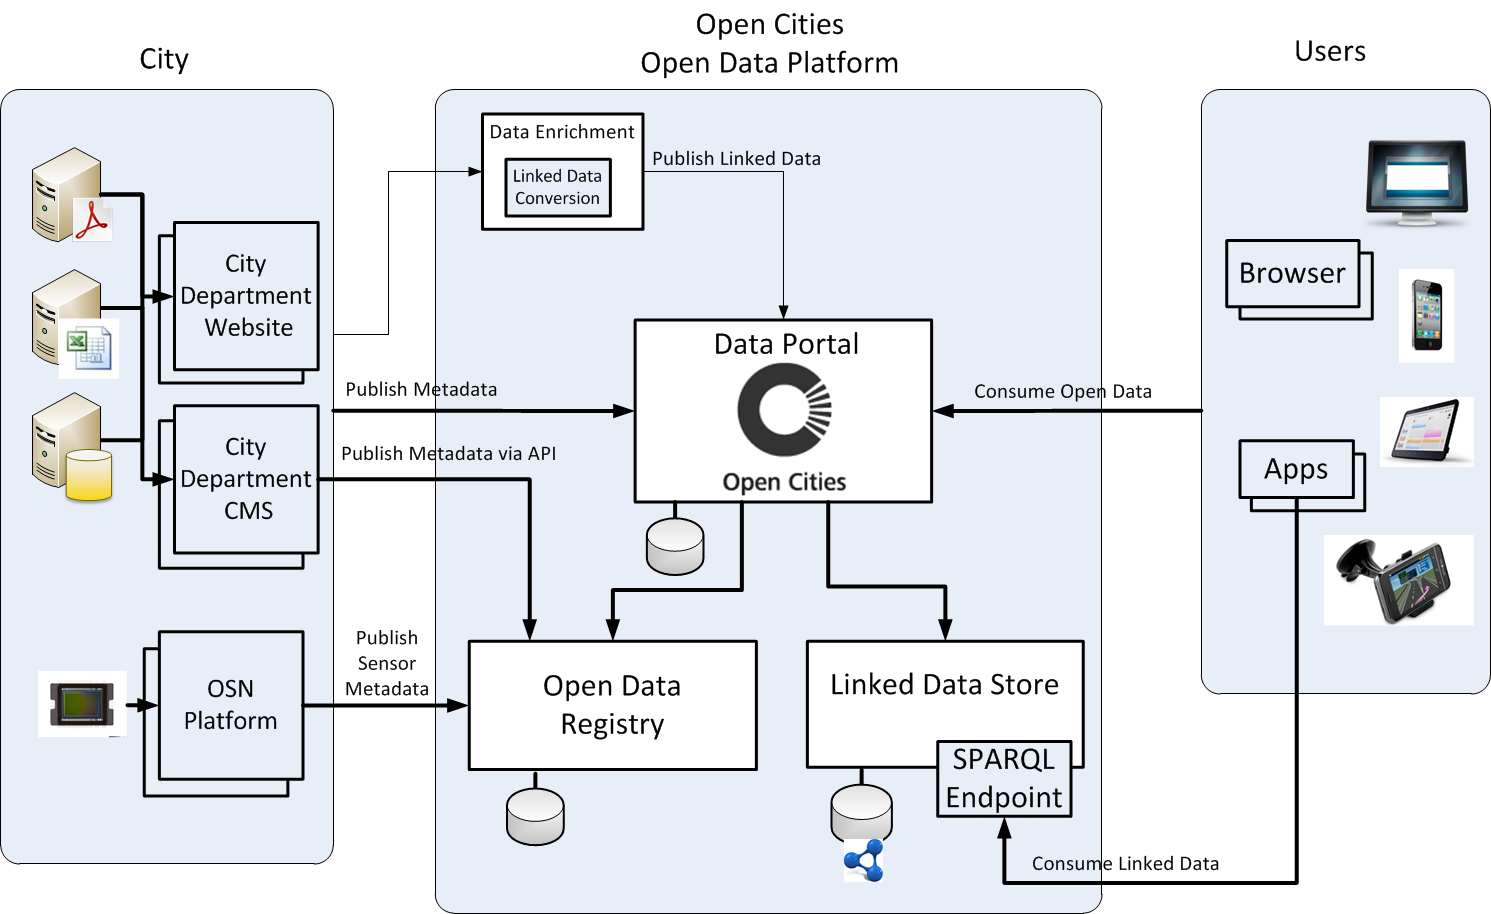 Open Cities
Open Data Platform
City
Users
Data Enrichment
Linked Data
Conversion
Publish Linked Data
City
Department
Website
Browser
Data Portal
Open Cities
Publish Metadata
Consume Open Data
City
Department
CMS
Publish Metadata via API
Apps
Publish
Sensor
Metadata
OSN
Platform
Open Data
Registry
Linked Data Store
SPARQL
Endpoint
Consume Linked Data